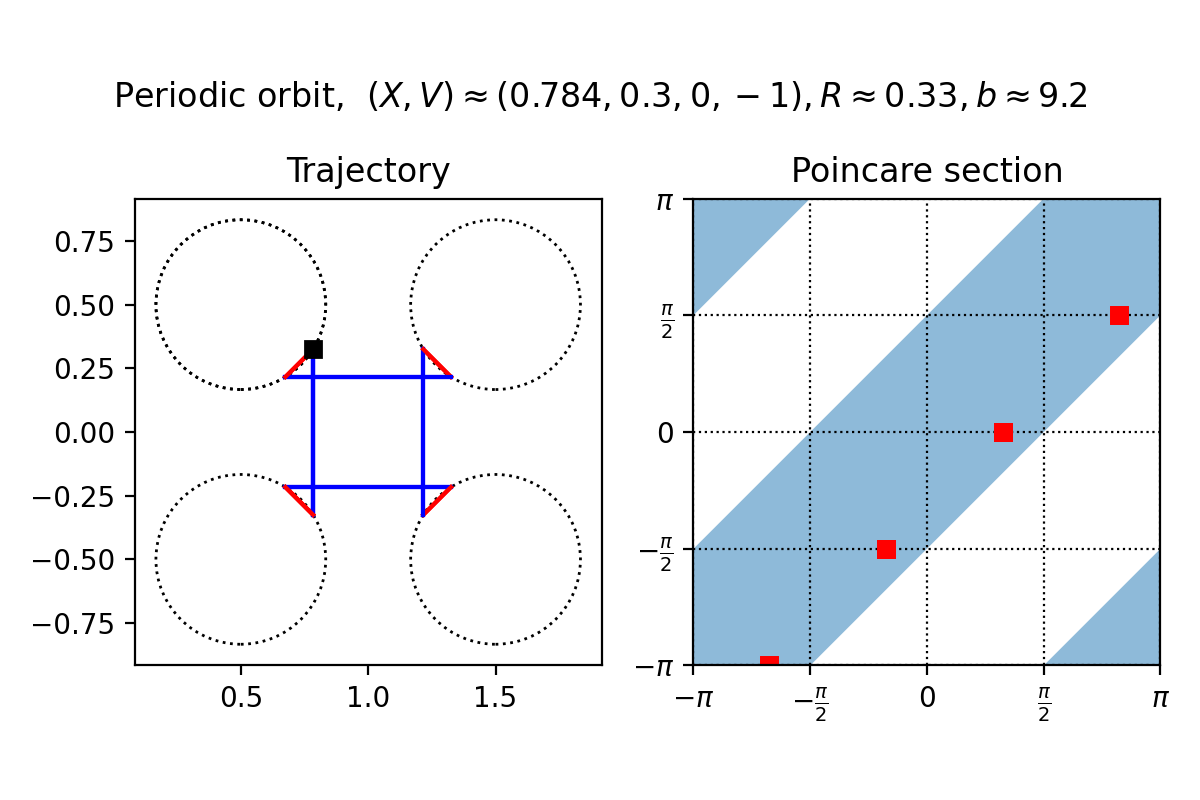 Periodic orbit, (X, V) ≈ (0.784, 0.3, 0, −1), R ≈ 0.33, b ≈ 9.2
Trajectory
0.75
0.50
0.25
0.00
−0.25
−0.50
−0.75
0.5 1.0 1.5
Poincare section
π
π/2
0
−π/2
−π
−π −π/2 0 π/2 π